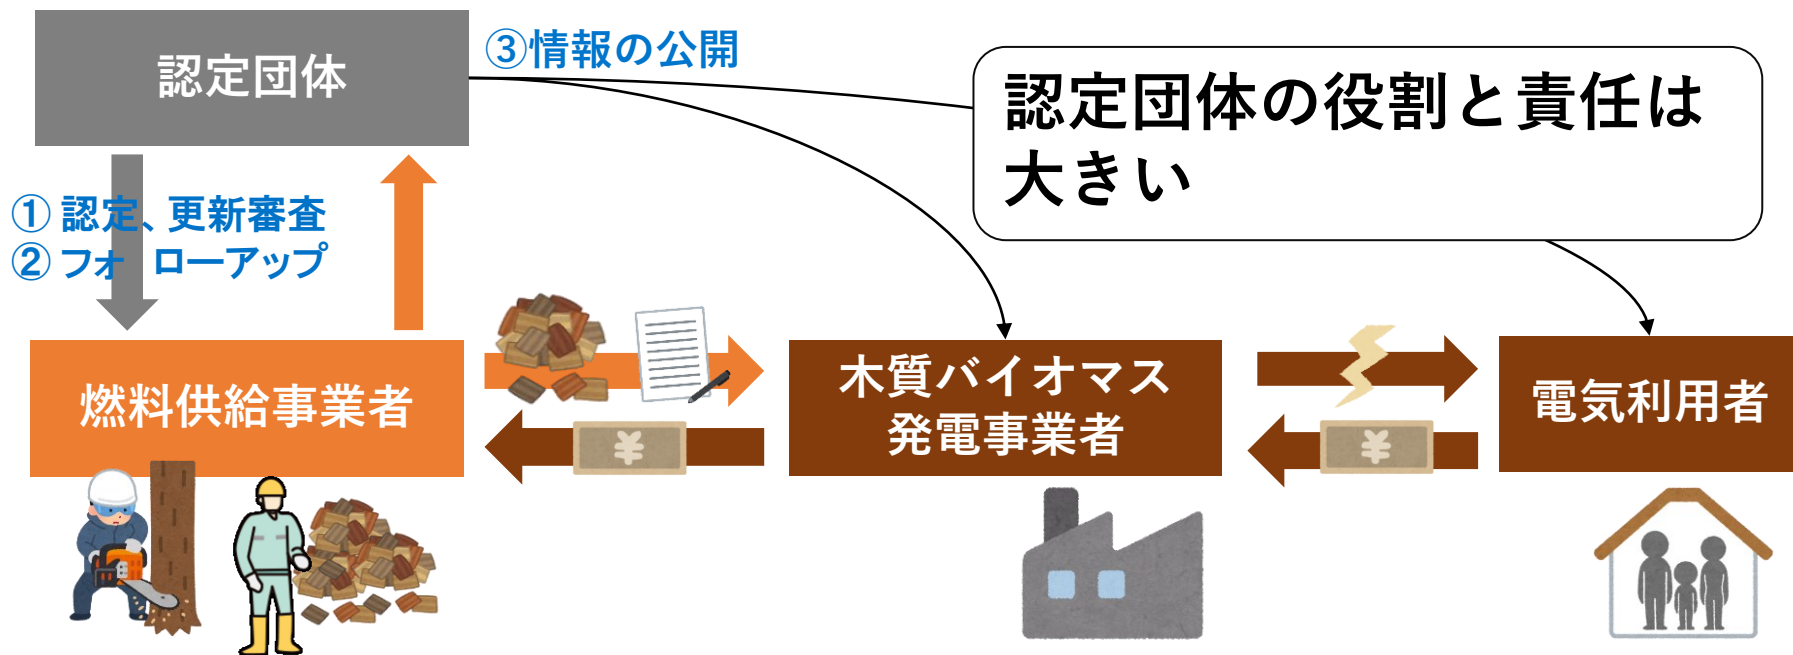 認定団体
③情報の公開
認定団体の役割と責任は
大きい
① 認定、更新審査
② フォローアップ
燃料供給事業者
木質バイオマス
発電事業者
電気利用者
¥
¥